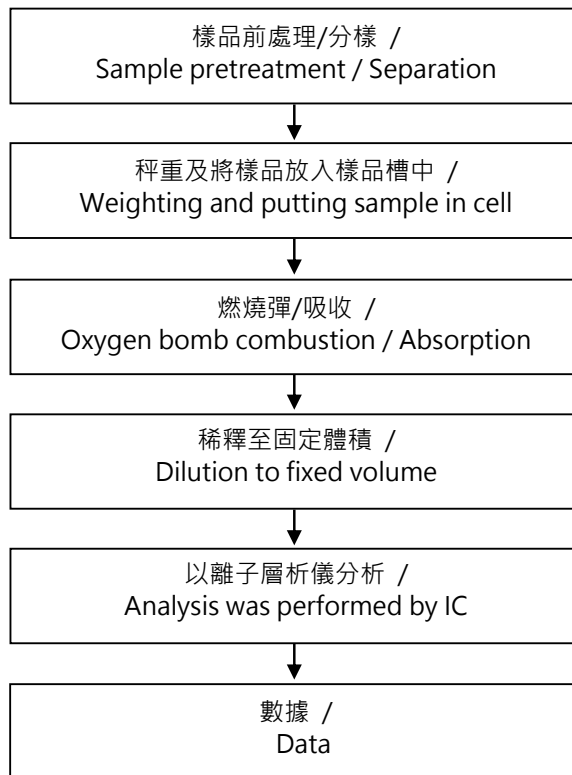 樣品前處理/分樣 /
Sample pretreatment / Separation
秤重及將樣品放入樣品槽中 /
Weighting and putting sample in cell
燃燒彈/吸收 /
Oxygen bomb combustion / Absorption
稀釋至固定體積 /
Dilution to fixed volume
以離子層析儀分析 /
Analysis was performed by IC
數據 /
Data